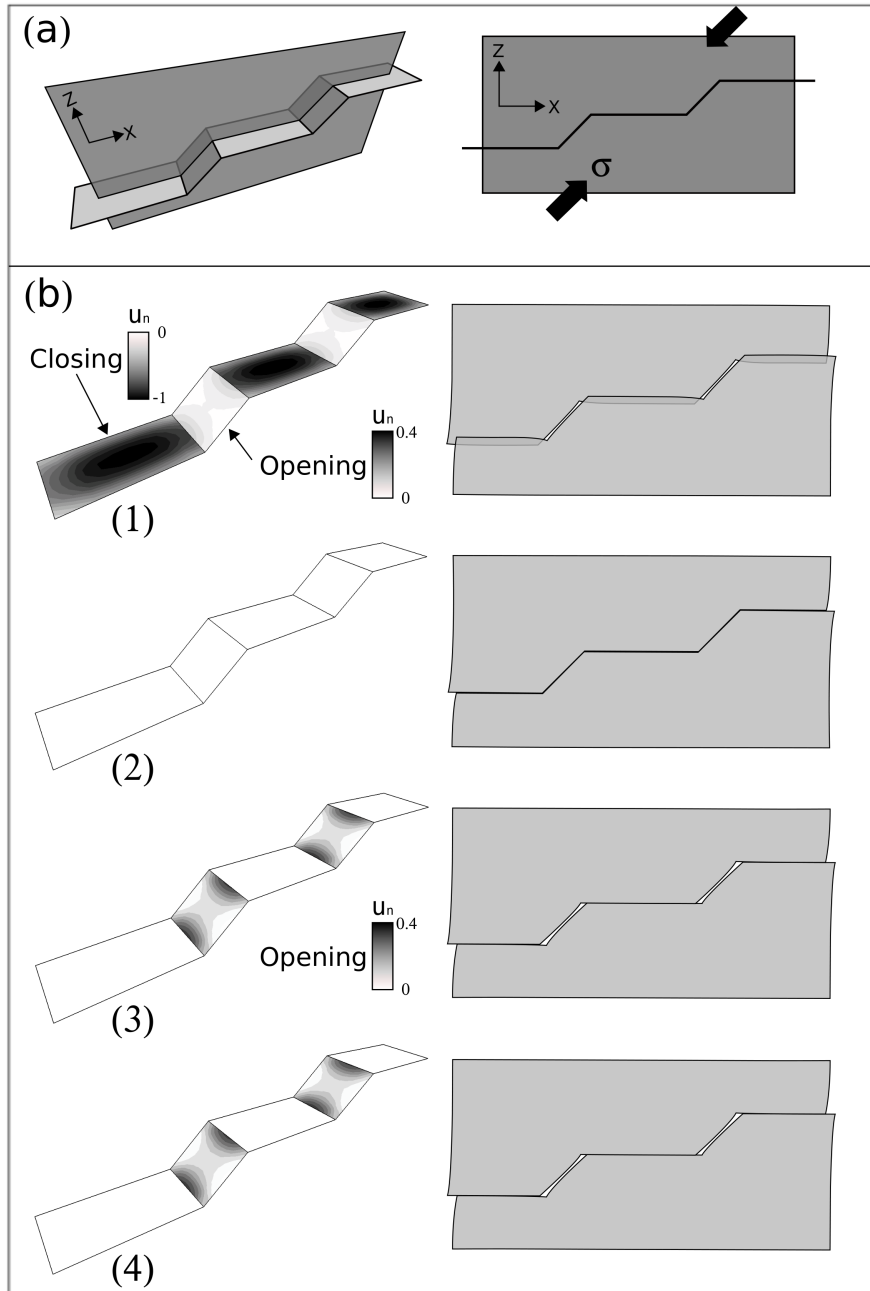 (a)
Z
X
Z
X
σ
(b)
uₙ
0
Closing
-1
uₙ
0.4
Opening
0
(1)
(2)
uₙ
0.4
Opening
0
(3)
(4)